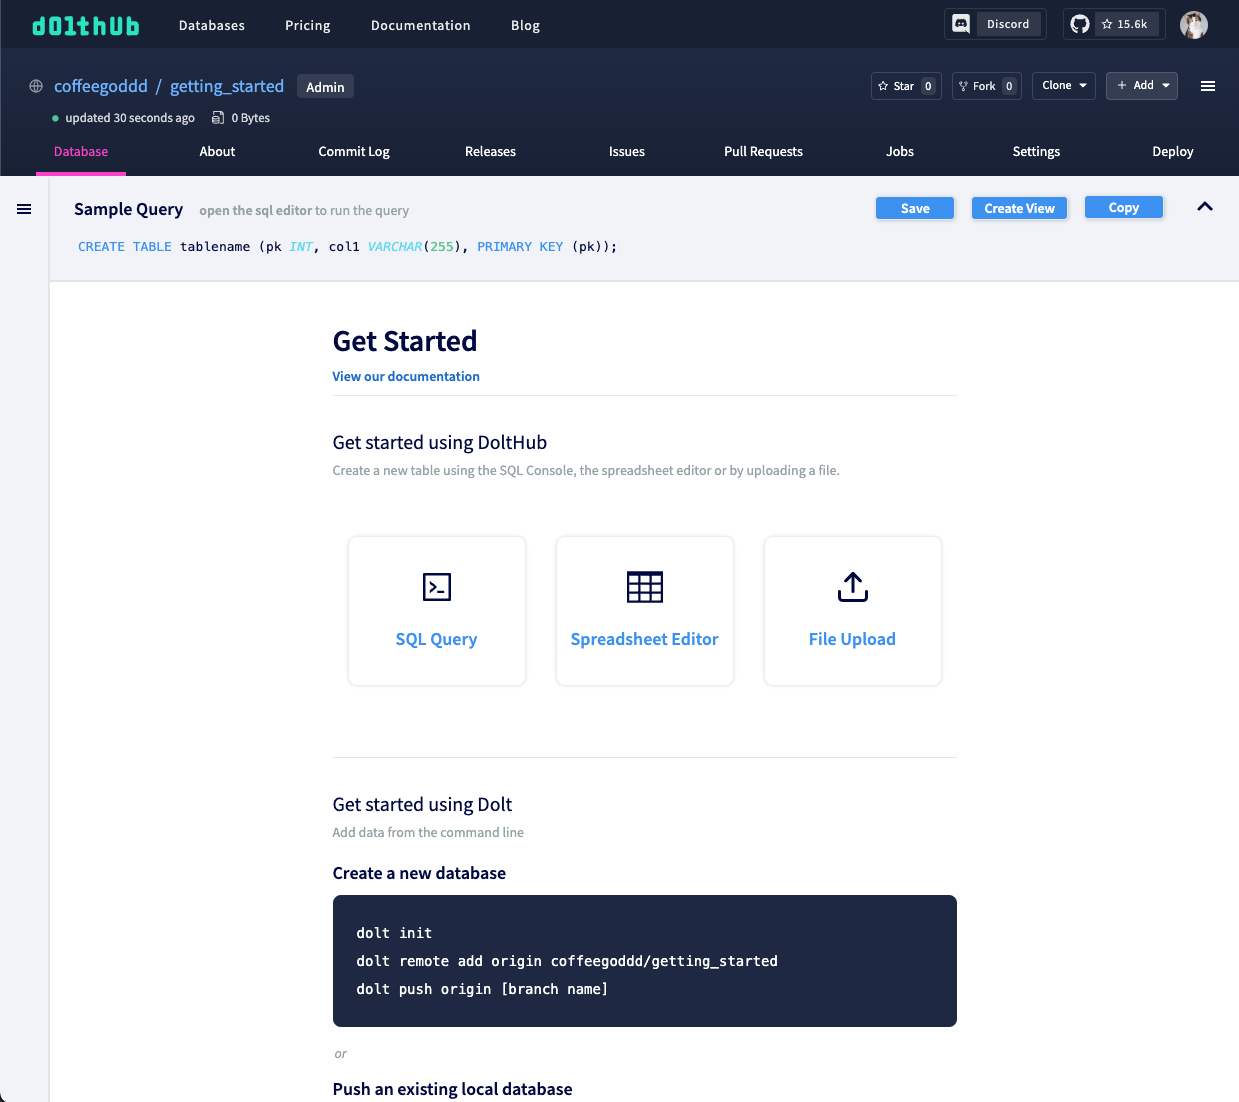 dolthub Databases Pricing Documentation Blog Discord 15.6k
coffeegoddd / getting_started Admin Star 0 Fork 0 Clone + Add
updated 30 seconds ago 0 Bytes
Database About Commit Log Releases Issues Pull Requests Jobs Settings Deploy
Sample Query open the sql editor to run the query Save Create View Copy
CREATE TABLE tablename (pk INT, col1 VARCHAR(255), PRIMARY KEY (pk));
Get Started
View our documentation
Get started using DoltHub
Create a new table using the SQL Console, the spreadsheet editor or by uploading a file.
SQL Query Spreadsheet Editor File Upload
Get started using Dolt
Add data from the command line
Create a new database
dolt init
dolt remote add origin coffeegoddd/getting_started
dolt push origin [branch name]
or
Push an existing local database